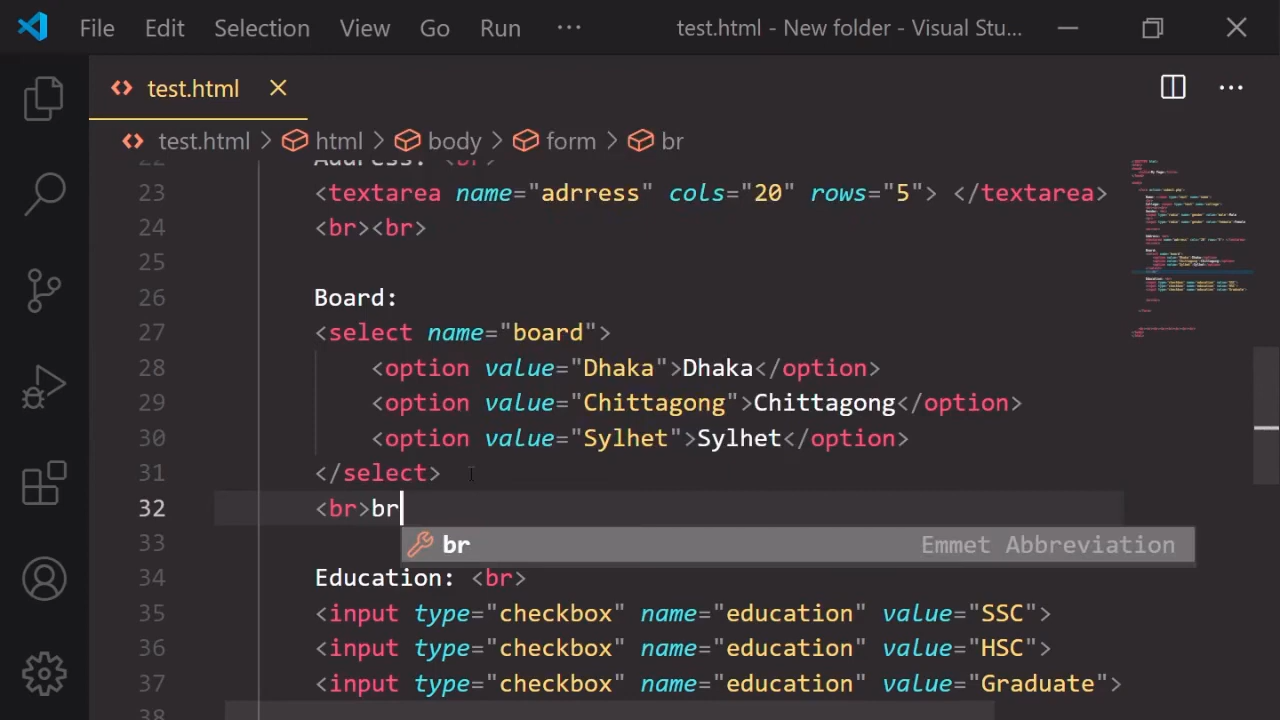 File Edit Selection View Go Run ··· test.html - New folder - Visual Stu...
test.html
test.html > html > body > form > br
22 Address: <br>
23 <textarea name="adrress" cols="20" rows="5"> </textarea>
24 <br><br>
25
26 Board:
27 <select name="board">
28 <option value="Dhaka">Dhaka</option>
29 <option value="Chittagong">Chittagong</option>
30 <option value="Sylhet">Sylhet</option>
31 </select>
32 <br>br
br Emmet Abbreviation
33
34 Education: <br>
35 <input type="checkbox" name="education" value="SSC">
36 <input type="checkbox" name="education" value="HSC">
37 <input type="checkbox" name="education" value="Graduate">
38